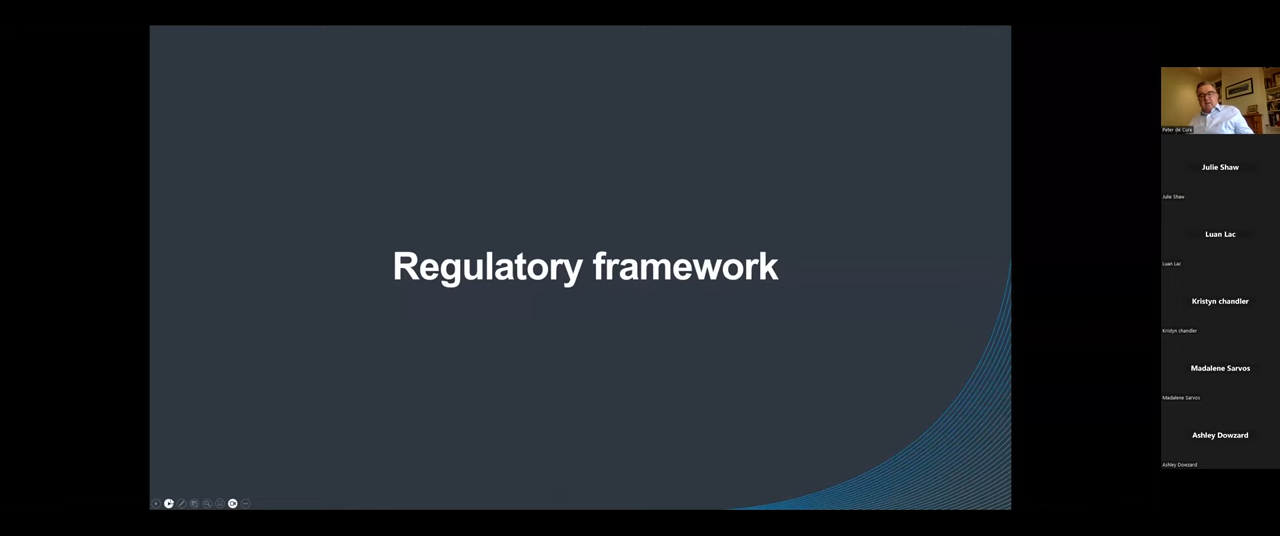 Regulatory framework
Peter de Cure
Julie Shaw
Julie Shaw
Luan Lac
Luan Lac
Kristyn chandler
Kristyn chandler
Madalene Sarvos
Madalene Sarvos
Ashley Dowzard
Ashley Dowzard